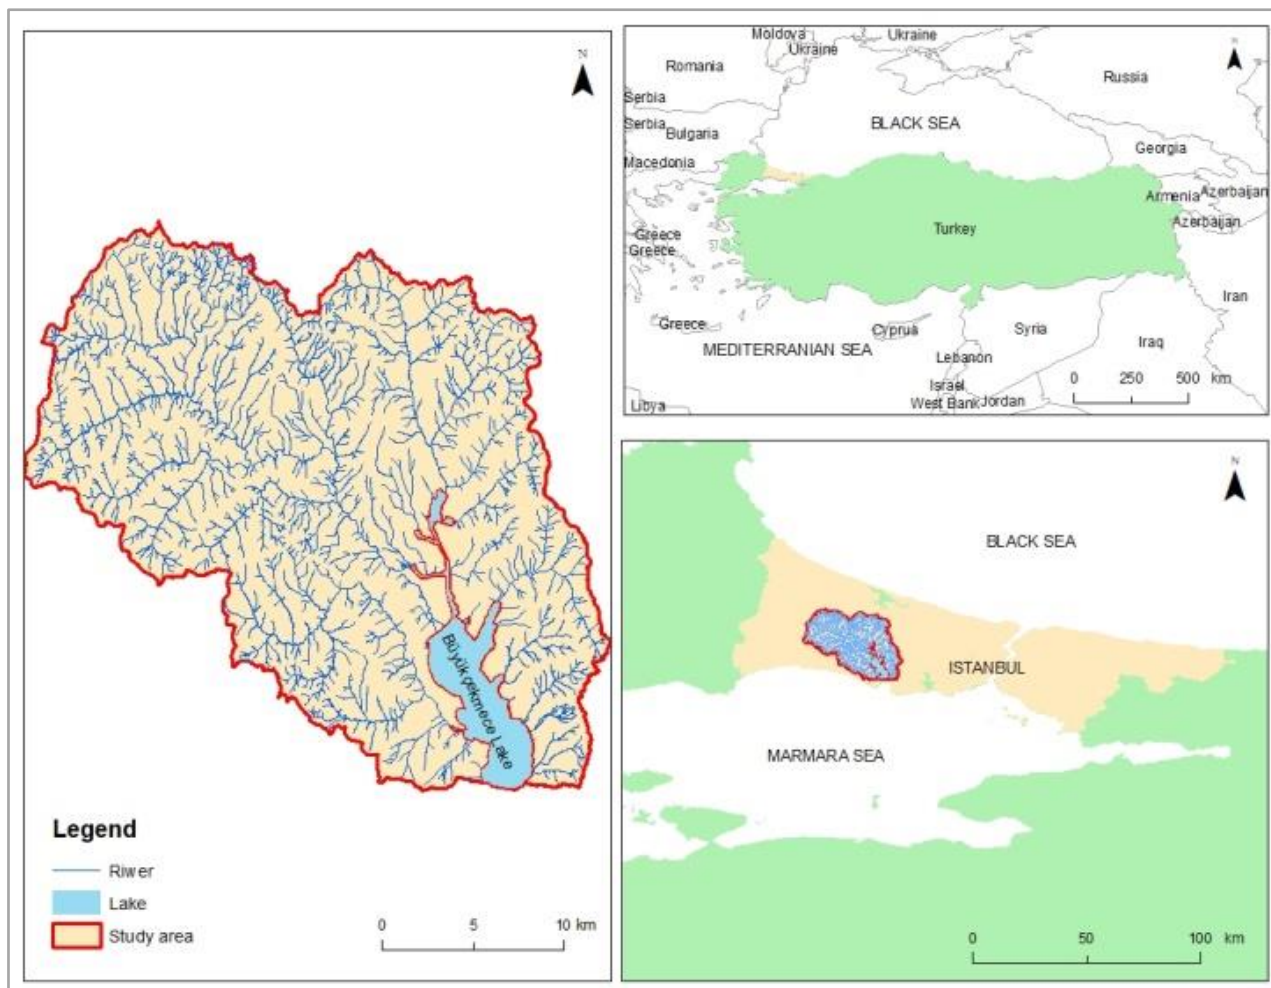 N
Büyükçekmece Lake
Legend
Riwer
Lake
Study area
0 5 10 km
N
Moldova
Ukraine
Ukraine
Romania
Russia
Serbia
Serbia
Bulgaria
BLACK SEA
Georgia
Macedonia
Armenia
Azerbaijan
Azerbaijan
Turkey
Greece
Greece
Iran
Greece
Cyprus
Syria
Iraq
MEDITERRANIAN SEA
Lebanon
Israel
West Bank
Jordan
Libya
0 250 500 km
N
BLACK SEA
ISTANBUL
MARMARA SEA
0 50 100 km